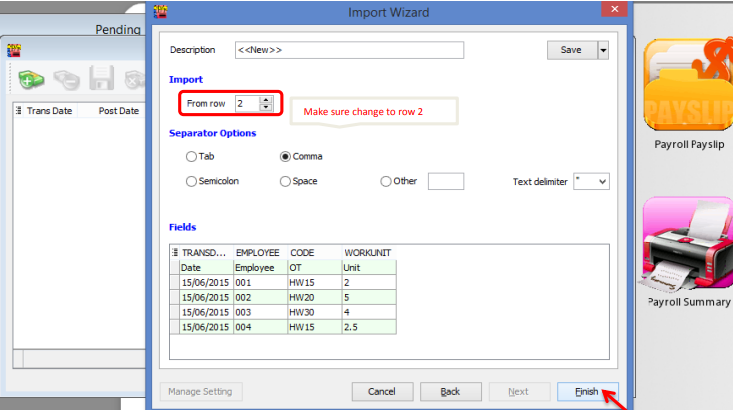 Import Wizard
Pending
Description <<New>> Save
Import
From row 2
Make sure change to row 2
Separator Options
Tab Comma
Semicolon Space Other Text delimiter "
Fields
TRANSD... EMPLOYEE CODE WORKUNIT
Date Employee OT Unit
15/06/2015 001 HW15 2
15/06/2015 002 HW20 5
15/06/2015 003 HW30 4
15/06/2015 004 HW15 2.5
Manage Setting Cancel Back Next Finish
Trans Date Post Date
PAYSLIP
Payroll Payslip
Payroll Summary